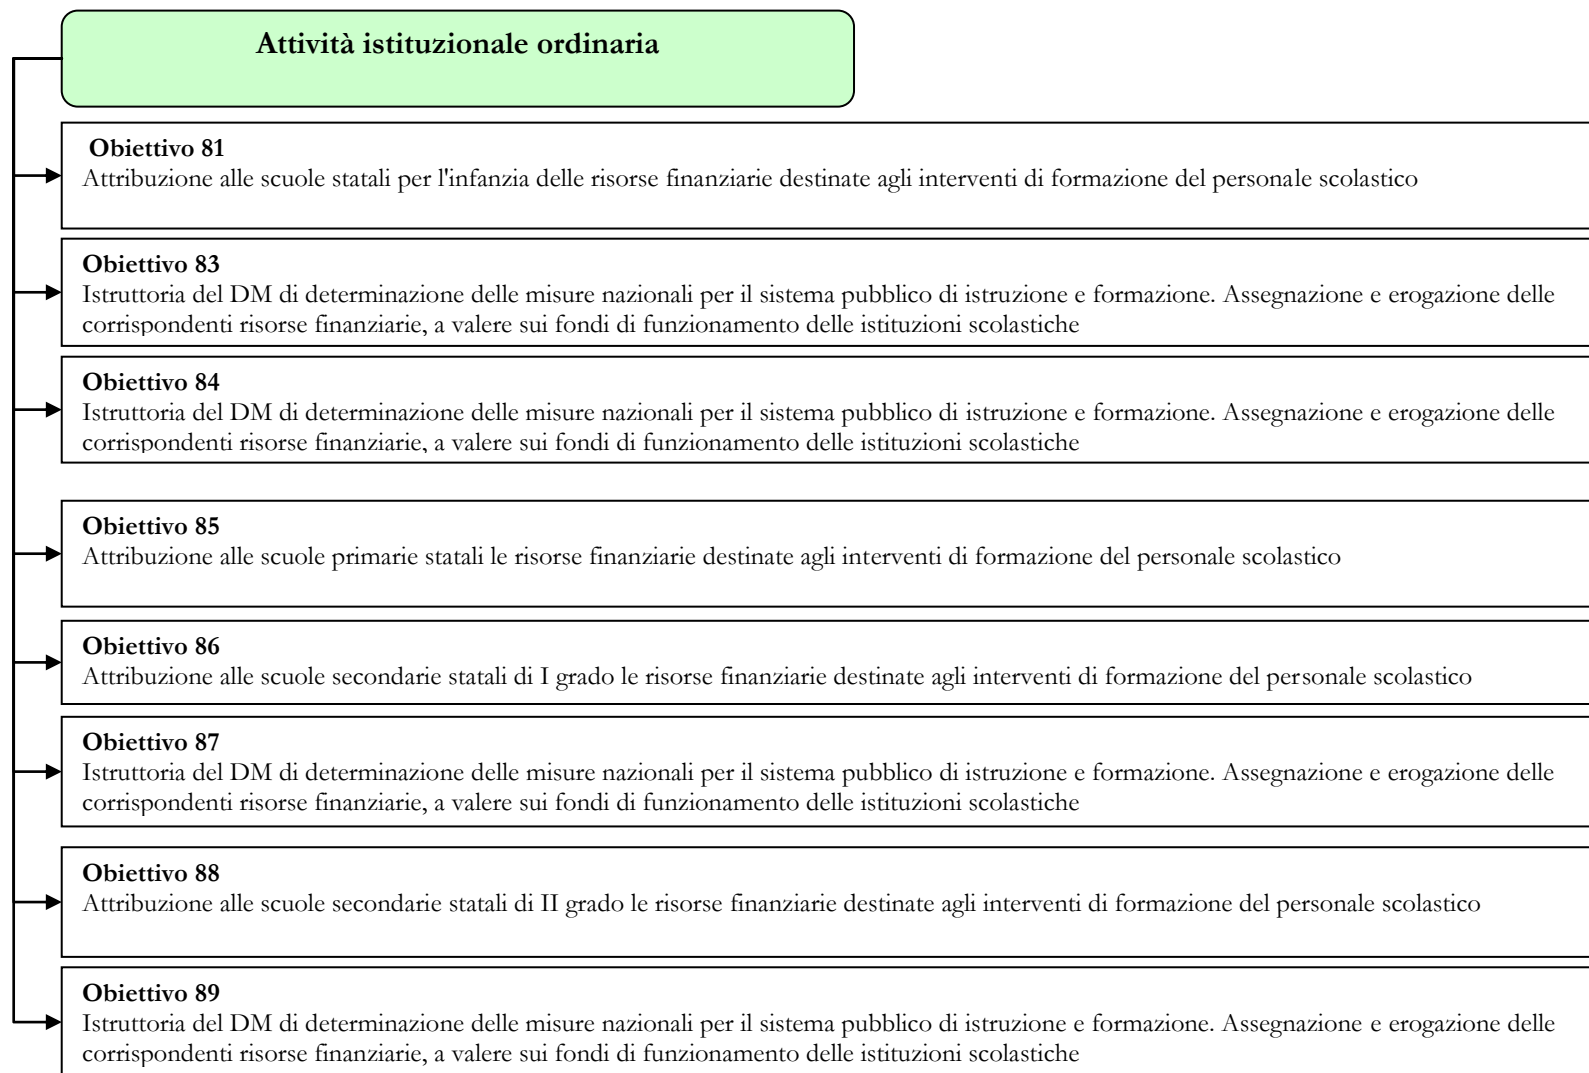 Attività istituzionale ordinaria
Obiettivo 81
Attribuzione alle scuole statali per l'infanzia delle risorse finanziarie destinate agli interventi di formazione del personale scolastico
Obiettivo 83
Istruttoria del DM di determinazione delle misure nazionali per il sistema pubblico di istruzione e formazione. Assegnazione e erogazione delle
corrispondenti risorse finanziarie, a valere sui fondi di funzionamento delle istituzioni scolastiche
Obiettivo 84
Istruttoria del DM di determinazione delle misure nazionali per il sistema pubblico di istruzione e formazione. Assegnazione e erogazione delle
corrispondenti risorse finanziarie, a valere sui fondi di funzionamento delle istituzioni scolastiche
Obiettivo 85
Attribuzione alle scuole primarie statali le risorse finanziarie destinate agli interventi di formazione del personale scolastico
Obiettivo 86
Attribuzione alle scuole secondarie statali di I grado le risorse finanziarie destinate agli interventi di formazione del personale scolastico
Obiettivo 87
Istruttoria del DM di determinazione delle misure nazionali per il sistema pubblico di istruzione e formazione. Assegnazione e erogazione delle
corrispondenti risorse finanziarie, a valere sui fondi di funzionamento delle istituzioni scolastiche
Obiettivo 88
Attribuzione alle scuole secondarie statali di II grado le risorse finanziarie destinate agli interventi di formazione del personale scolastico
Obiettivo 89
Istruttoria del DM di determinazione delle misure nazionali per il sistema pubblico di istruzione e formazione. Assegnazione e erogazione delle
corrispondenti risorse finanziarie, a valere sui fondi di funzionamento delle istituzioni scolastiche